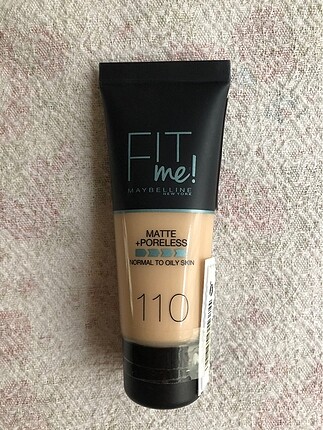 FIT
me!
MAYBELLINE
NEW YORK
MATTE
+PORELESS
NORMAL TO OILY SKIN
110